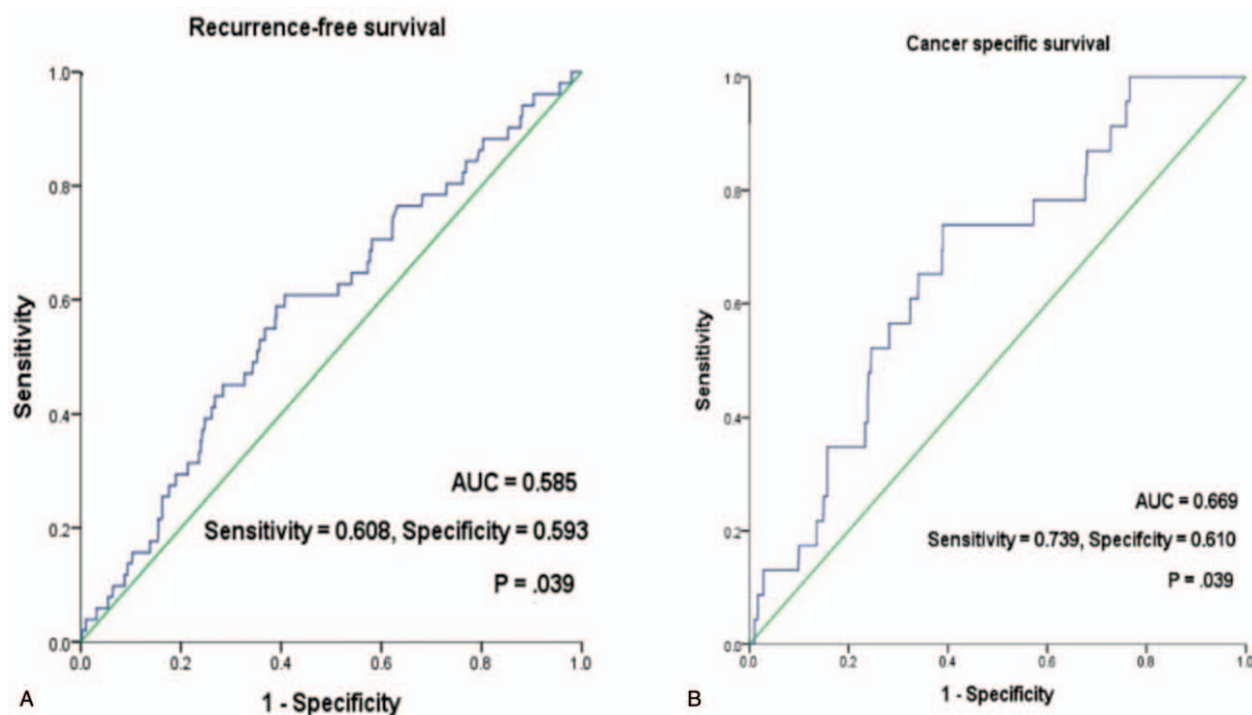 Recurrence-free survival
1.0
0.8
0.6
0.4
0.2
0.0
Sensitivity
AUC = 0.585
Sensitivity = 0.608, Specificity = 0.593
P = .039
0.0 0.2 0.4 0.6 0.8 1.0
1 - Specificity
A
Cancer specific survival
1.0
0.8
0.6
0.4
0.2
0.0
Sensitivity
AUC = 0.669
Sensitivity = 0.739, Specifcity = 0.610
P = .039
0.0 0.2 0.4 0.6 0.8 1.0
1 - Specificity
B